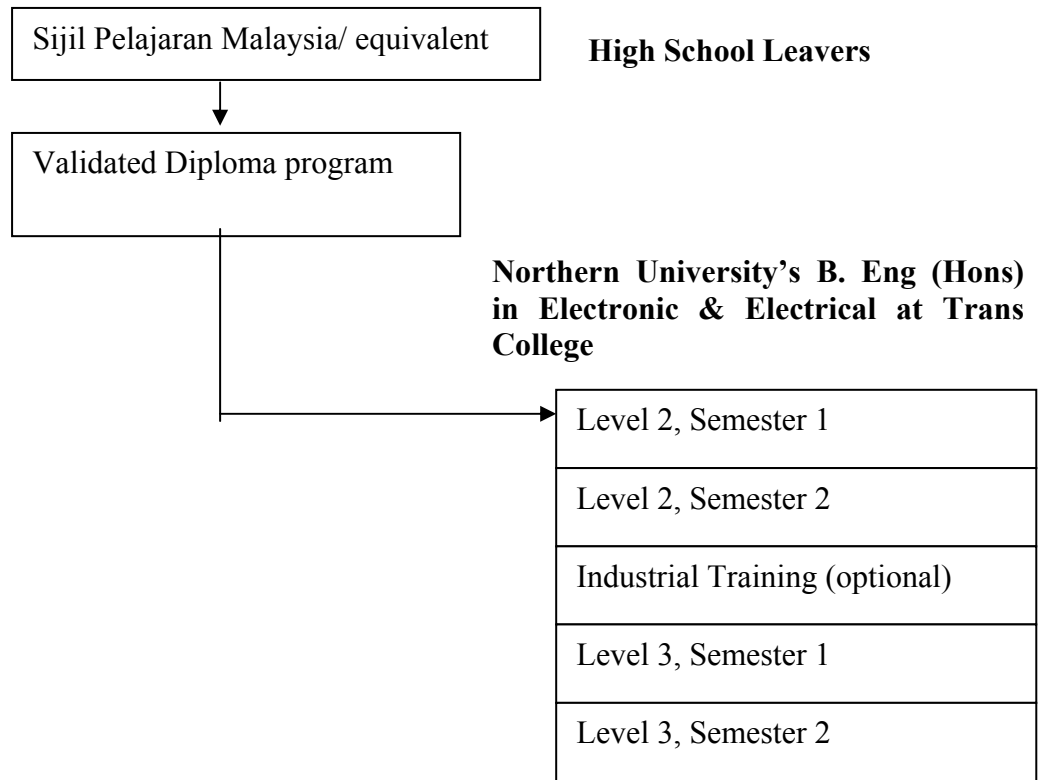 Sijil Pelajaran Malaysia/ equivalent
High School Leavers
Validated Diploma program
Northern University’s B. Eng (Hons)
in Electronic & Electrical at Trans
College
Level 2, Semester 1
Level 2, Semester 2
Industrial Training (optional)
Level 3, Semester 1
Level 3, Semester 2